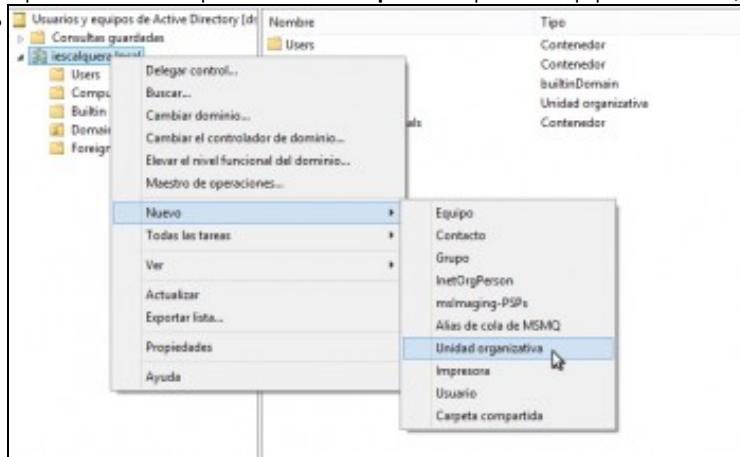 Usuarios y equipos de Active Directory [ds
Consultas guardadas
iescalquera.local
Users
Compu
Builtin
Domain
Foreign
Nombre
Tipo
Users
Contenedor
Contenedor
builtinDomain
Unidad organizativa
als
Contenedor
Delegar control...
Buscar...
Cambiar dominio...
Cambiar el controlador de dominio...
Elevar el nivel funcional del dominio...
Maestro de operaciones...
Nuevo
Todas las tareas
Ver
Actualizar
Exportar lista...
Propiedades
Ayuda
Equipo
Contacto
Grupo
InetOrgPerson
msImaging-PSPs
Alias de cola de MSMQ
Unidad organizativa
Impresora
Usuario
Carpeta compartida